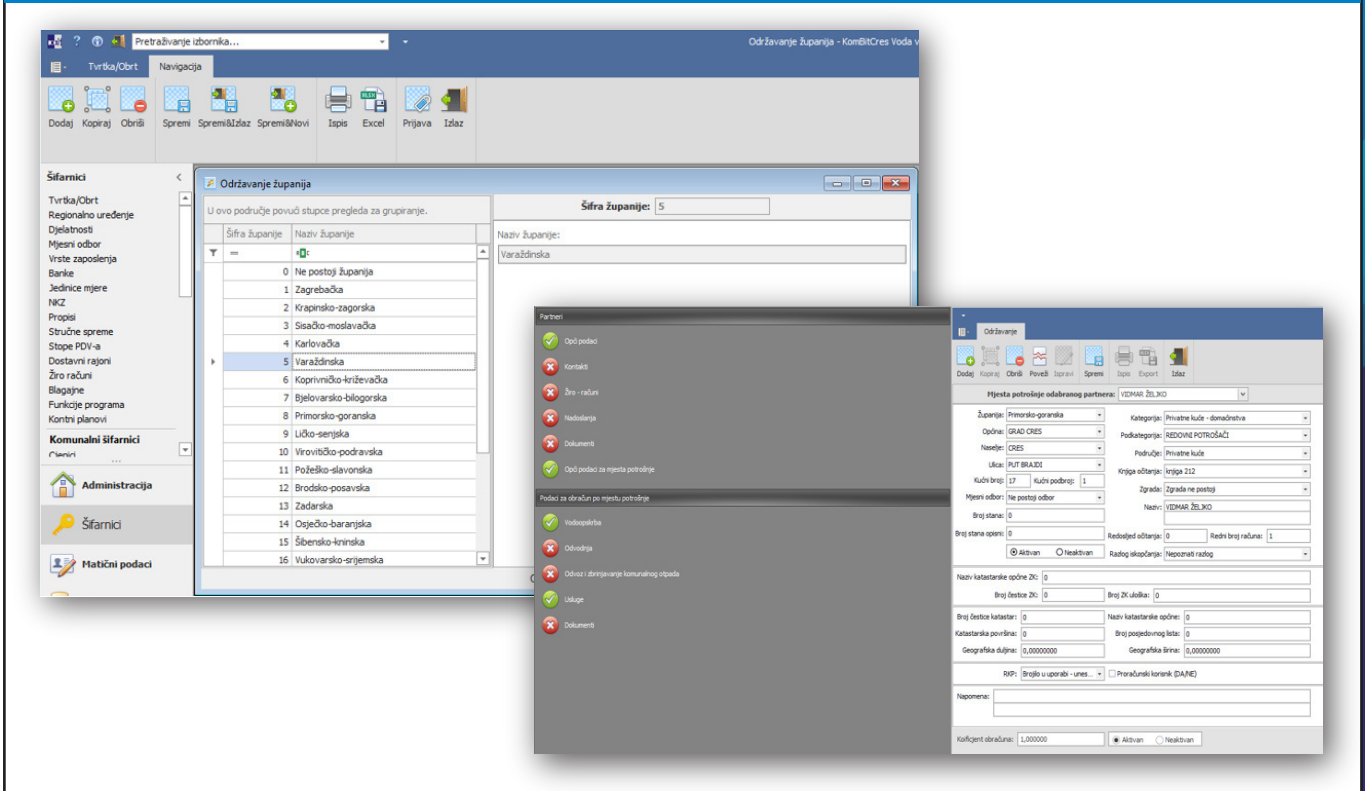 Pretraživanje izbornika...
Održavanje županija - KomBitCres Voda v
Tvrtka/Obrt Navigacija
Dodaj Kopiraj Obriši Spremi Spremi&Izlaz Spremi&Novi Ispis Excel Prijava Izlaz
Šifarnici
Tvrtka/Obrt
Regionalno uređenje
Djelatnosti
Mjesni odbor
Vrste zaposlenja
Banke
Jedinice mjere
NKZ
Propisi
Stručne spreme
Stope PDV-a
Dostavni rajoni
Žiro računi
Blagajne
Funkcije programa
Kontni planovi
Komunalni šifarnici
Cjenici
Administracija
Šifarnici
Matični podaci
Održavanje županija
U ovo područje povući stupce pregleda za grupiranje.
Šifra županije Naziv županije
=
0 Ne postoji županija
1 Zagrebačka
2 Krapinsko-zagorska
3 Sisačko-moslavačka
4 Karlovačka
5 Varaždinska
6 Koprivničko-križevačka
7 Bjelovarsko-bilogorska
8 Primorsko-goranska
9 Ličko-senjska
10 Virovitičko-podravska
11 Požeško-slavonska
12 Brodsko-posavska
13 Zadarska
14 Osječko-baranjska
15 Šibensko-kninska
16 Vukovarsko-srijemska
Šifra županije: 5
Naziv županije:
Varaždinska
Partneri
Opći podaci
Kontakti
Žiro - računi
Nadoslanja
Dokumenti
Opći podaci za mjesta potrošnje
Podaci za obračun po mjestu potrošnje
Vodoopskrba
Odvodnja
Odvoz i zbrinjavanje komunalnog otpada
Usluge
Dokumenti
Održavanje
Dodaj Kopiraj Obriši Poveži Ispravi Spremi Ispis Export Izlaz
Mjesta potrošnje odabranog partnera: VIDMAR ŽELJKO
Županija: Primorsko-goranska
Općina: GRAD CRES
Naselje: CRES
Ulica: PUT BRAJDI
Kućni broj: 17 Kućni podbroj: 1
Mjesni odbor: Ne postoji odbor
Broj stana: 0
Broj stana opisni: 0
Aktivan Neaktivan
Kategorija: Privatne kuće - domaćinstva
Podkategorija: REDOVNI POTROŠAČI
Područje: Privatne kuće
Knjiga očitanja: knjiga 212
Zgrada: Zgrada ne postoji
Naziv: VIDMAR ŽELJKO
Redosljed očitanja: 0 Redni broj računa: 1
Razlog iskopčanja: Nepoznati razlog
Naziv katastarske općine ZK: 0
Broj čestice ZK: 0 Broj ZK uloška: 0
Broj čestice katastar: 0 Naziv katastarske općine: 0
Katastarska površina: 0 Broj posjedovnog lista: 0
Geografska duljina: 0,00000000 Geografska širina: 0,00000000
RKP: Brojilo u uporabi - unes... Proračunski korisnik (DA/NE)
Napomena:
Koificjent obračuna: 1,000000 Aktivan Neaktivan